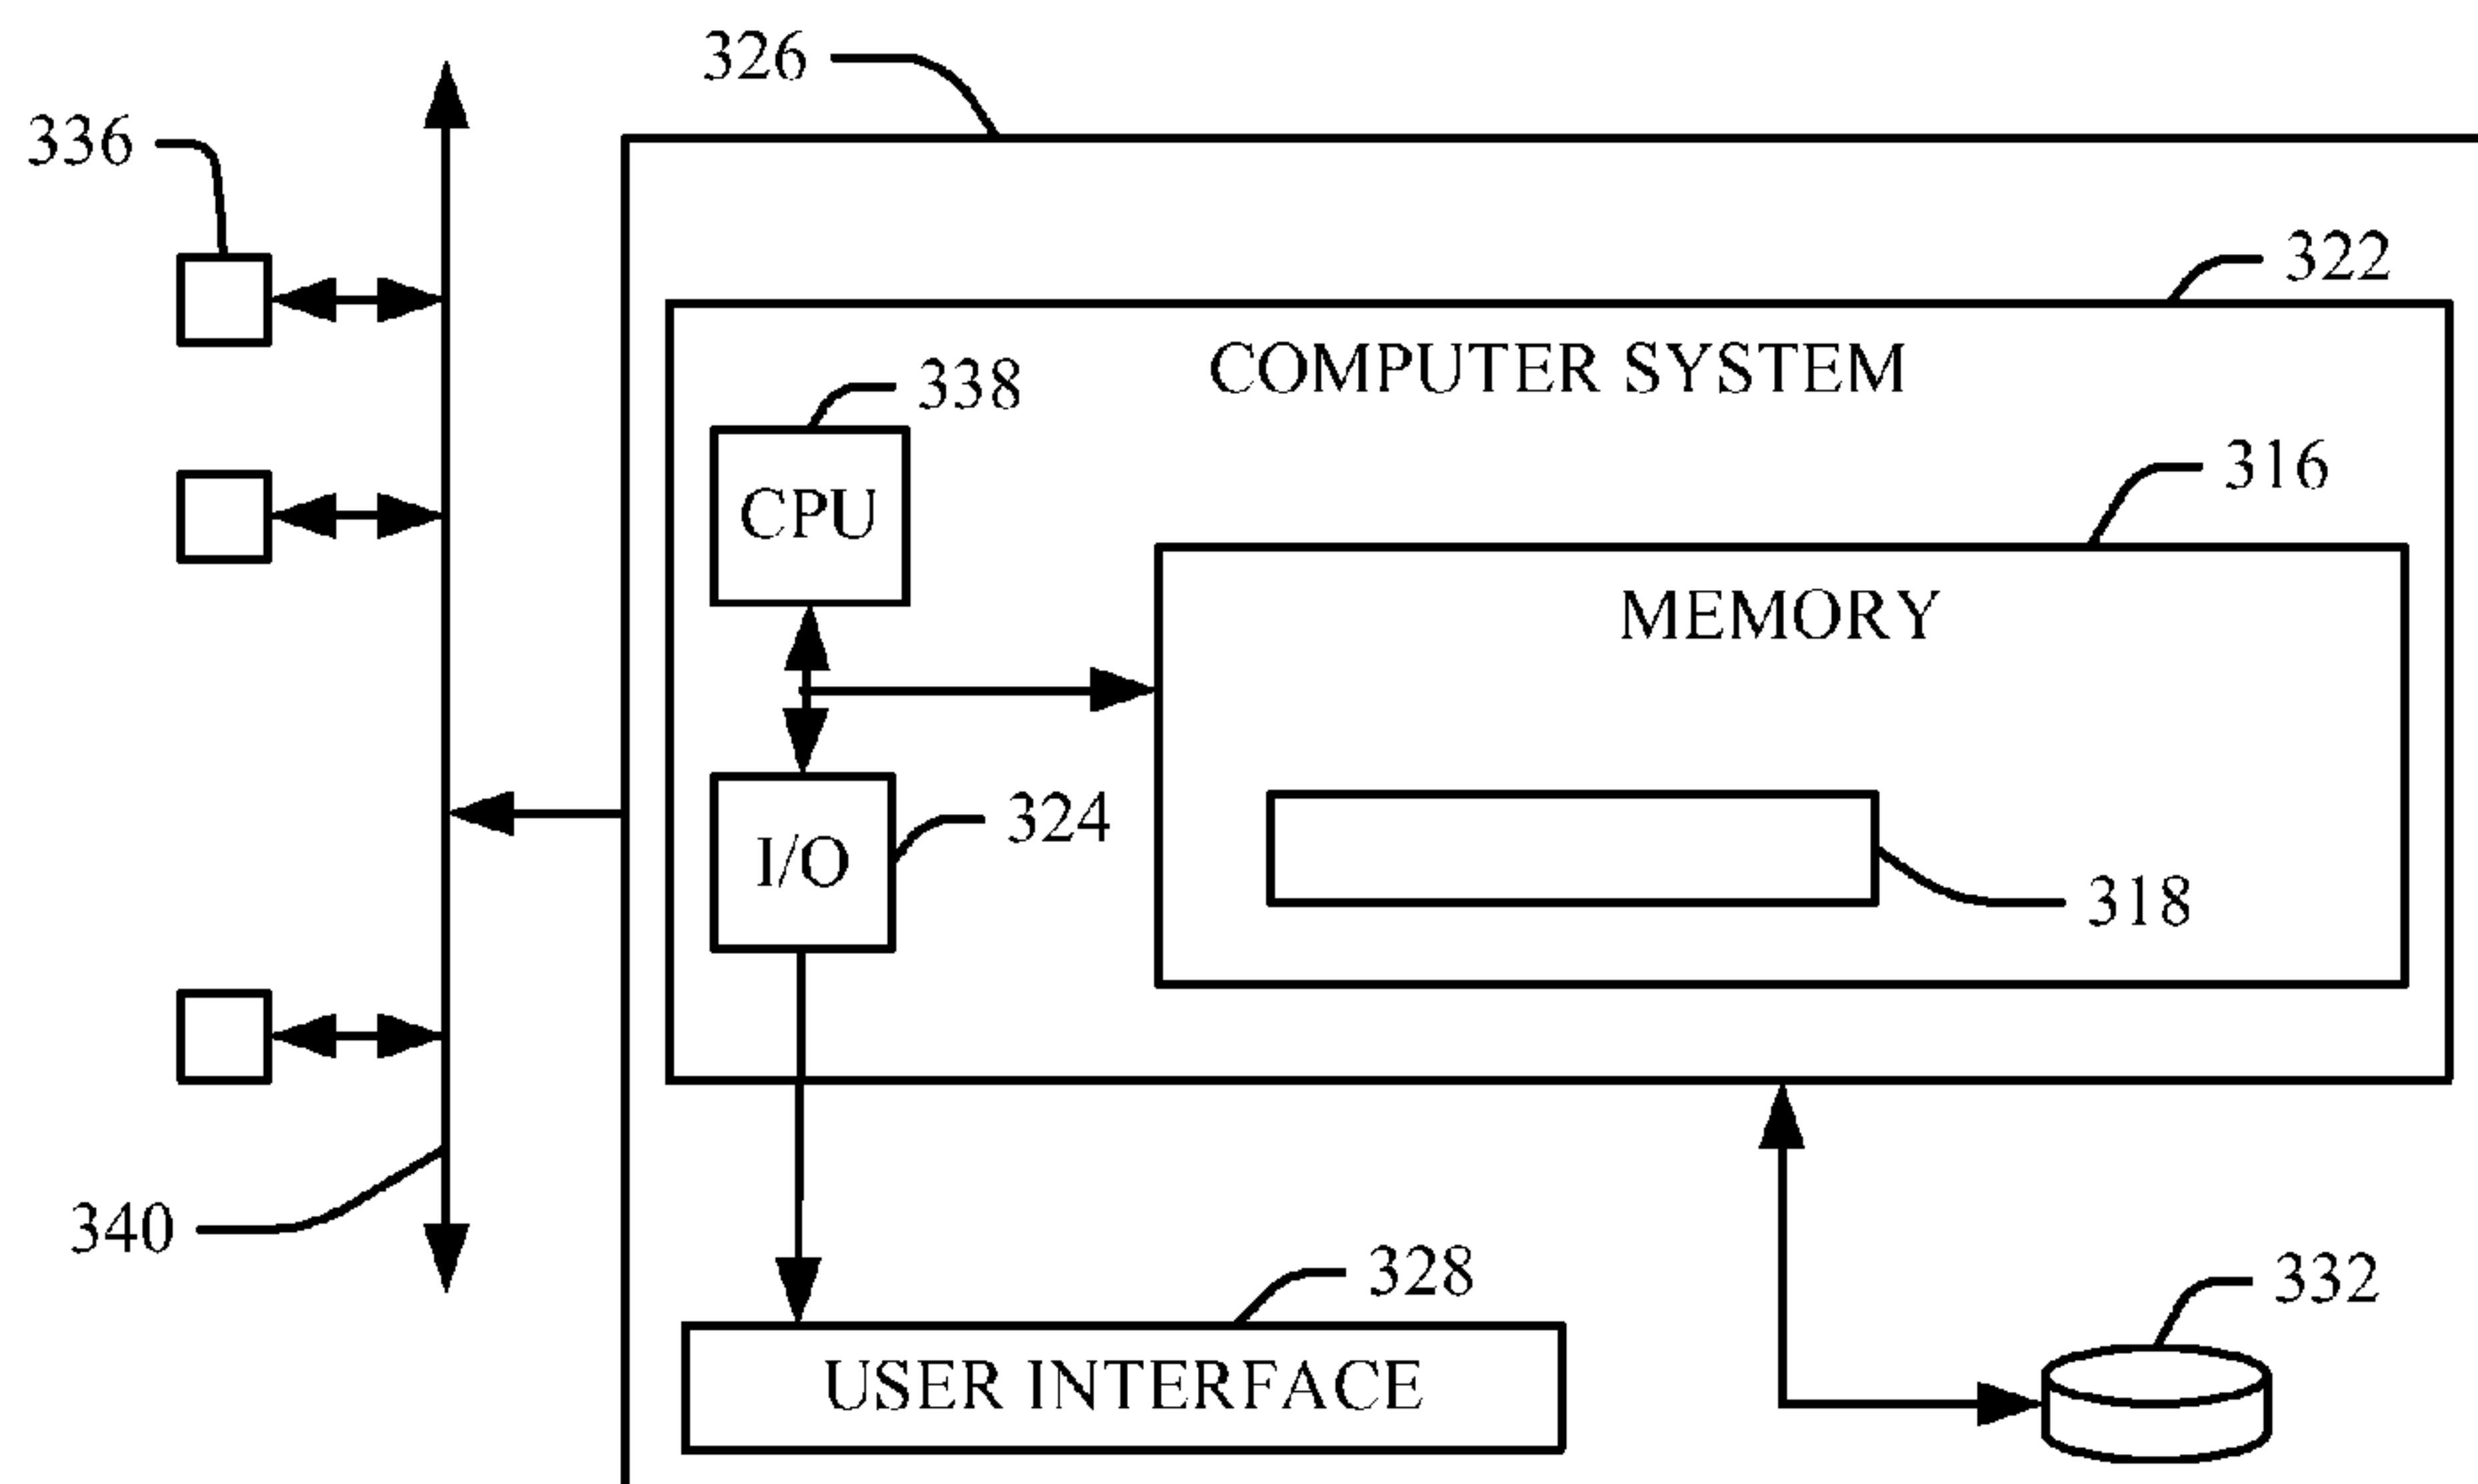 326
336
322
COMPUTER SYSTEM
338
316
CPU
MEMORY
324
I/O
318
340
328
332
USER INTERFACE